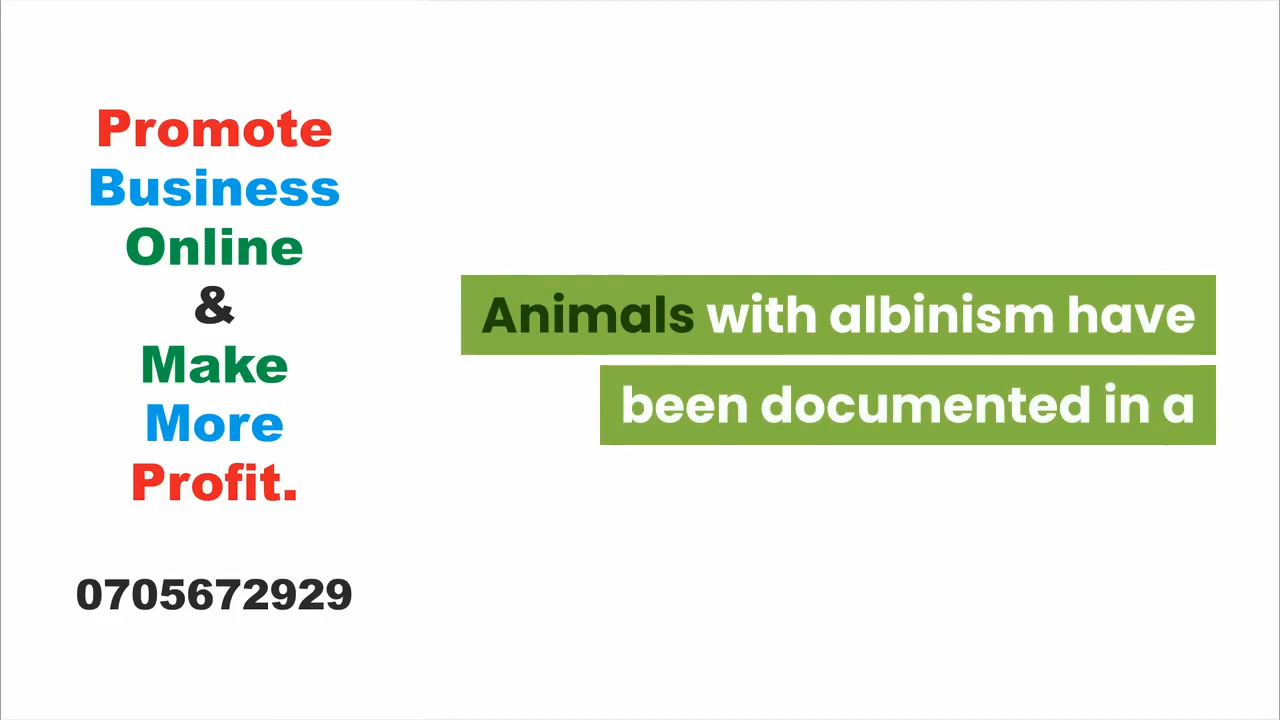 Promote
Business
Online
&
Make
More
Profit.
0705672929
Animals with albinism have
been documented in a